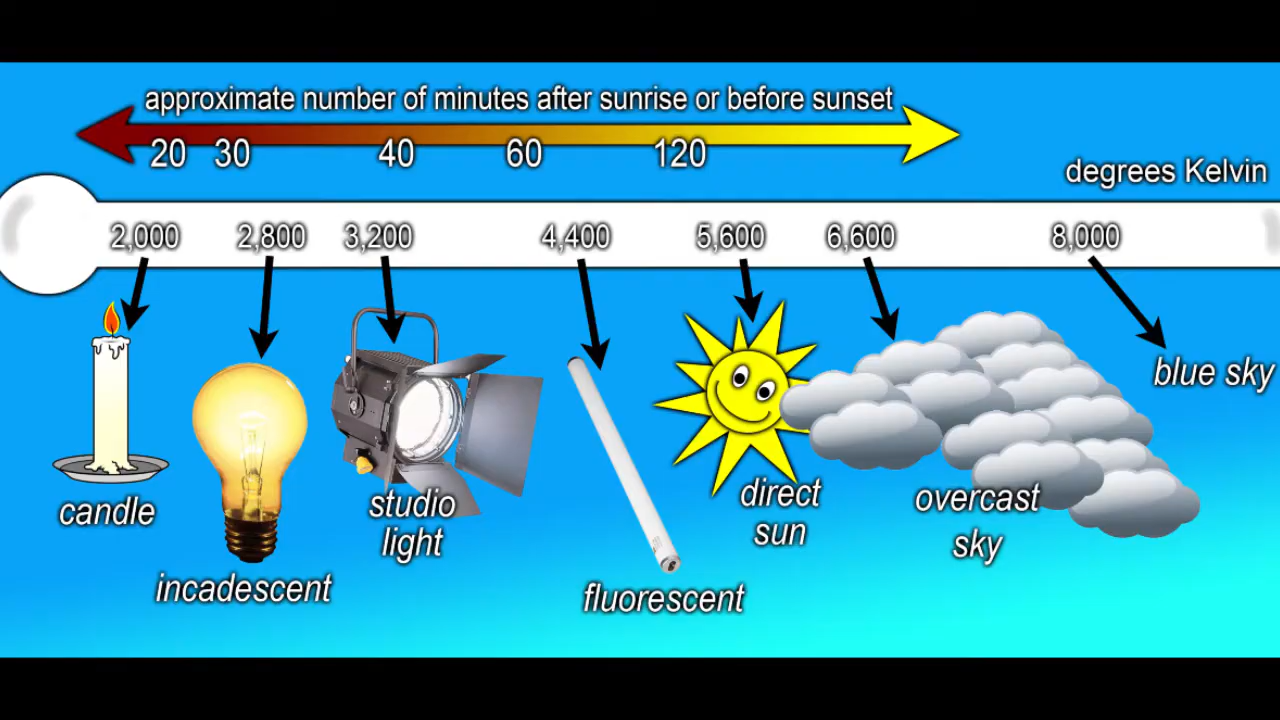 approximate number of minutes after sunrise or before sunset
20 30 40 60 120
degrees Kelvin
2,000 2,800 3,200 4,400 5,600 6,600 8,000
blue sky
candle
studio
light
direct
sun
overcast
sky
incadescent
fluorescent